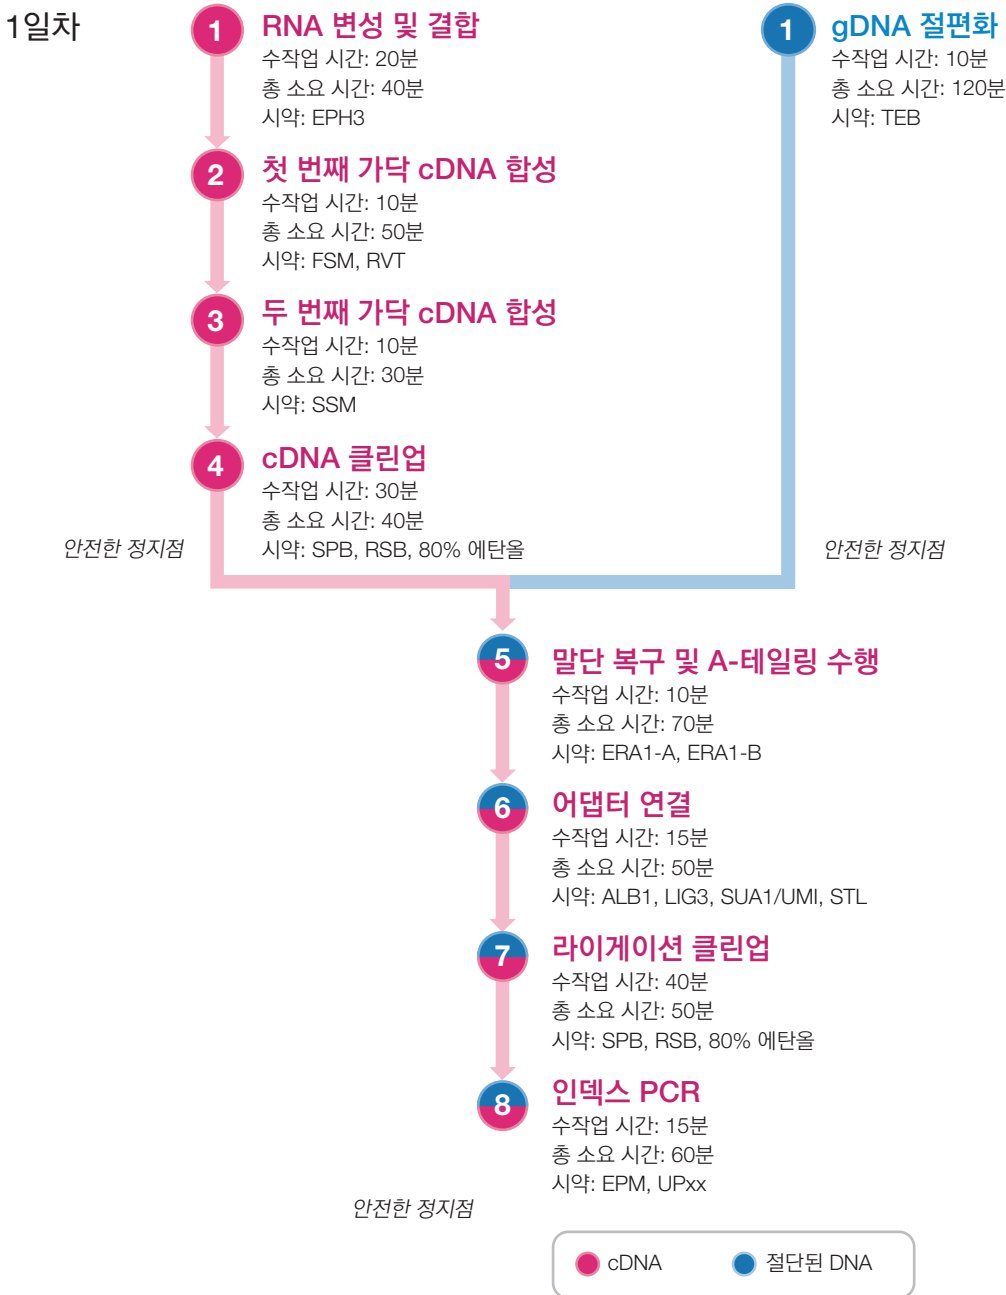 1일차
1
RNA 변성 및 결합
수작업 시간: 20분
총 소요 시간: 40분
시약: EPH3
1
gDNA 절편화
수작업 시간: 10분
총 소요 시간: 120분
시약: TEB
2
첫 번째 가닥 cDNA 합성
수작업 시간: 10분
총 소요 시간: 50분
시약: FSM, RVT
3
두 번째 가닥 cDNA 합성
수작업 시간: 10분
총 소요 시간: 30분
시약: SSM
4
cDNA 클린업
수작업 시간: 30분
총 소요 시간: 40분
시약: SPB, RSB, 80% 에탄올
안전한 정지점
안전한 정지점
5
말단 복구 및 A-테일링 수행
수작업 시간: 10분
총 소요 시간: 70분
시약: ERA1-A, ERA1-B
6
어댑터 연결
수작업 시간: 15분
총 소요 시간: 50분
시약: ALB1, LIG3, SUA1/UMI, STL
7
라이게이션 클린업
수작업 시간: 40분
총 소요 시간: 50분
시약: SPB, RSB, 80% 에탄올
8
인덱스 PCR
수작업 시간: 15분
총 소요 시간: 60분
시약: EPM, UPxx
안전한 정지점
cDNA
절단된 DNA